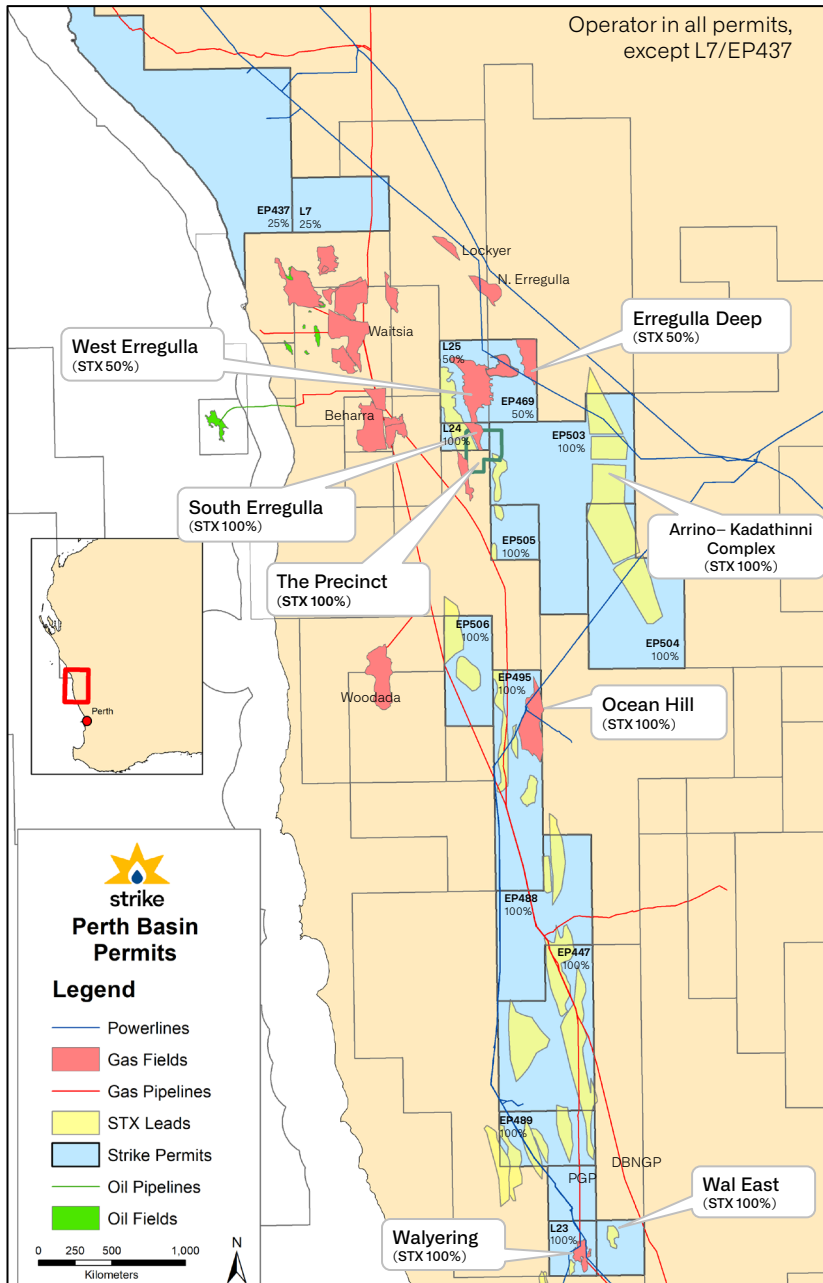 Operator in all permits,
except L7/EP437
EP437
25%
L7
25%
Lockyer
N. Erregulla
Waitsia
West Erregulla
(STX 50%)
Erregulla Deep
(STX 50%)
L25
50%
EP469
50%
Beharra
L24
100%
EP503
100%
South Erregulla
(STX 100%)
Arrino– Kadathinni
Complex
(STX 100%)
EP505
100%
The Precinct
(STX 100%)
EP506
100%
EP504
100%
EP495
100%
Woodada
Ocean Hill
(STX 100%)
Perth
EP488
100%
EP447
100%
EP489
100%
DBNGP
PGP
Wal East
(STX 100%)
L23
100%
Walyering
(STX 100%)
strike
Perth Basin
Permits
Legend
Powerlines
Gas Fields
Gas Pipelines
STX Leads
Strike Permits
Oil Pipelines
Oil Fields
0 250 500 1,000
Kilometers
N